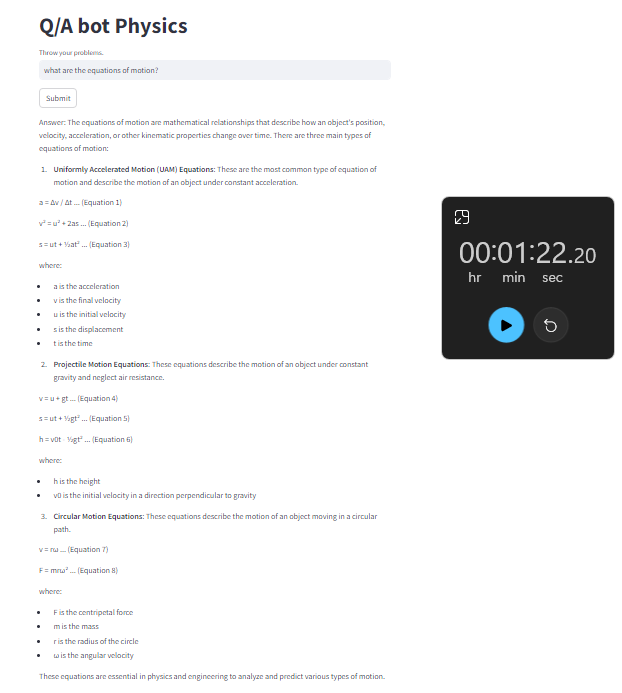 Q/A bot Physics
Throw your problems.
what are the equations of motion?
Submit
Answer: The equations of motion are mathematical relationships that describe how an object's position,
velocity, acceleration, or other kinematic properties change over time. There are three main types of
equations of motion:
1. Uniformly Accelerated Motion (UAM) Equations: These are the most common type of equation of
motion and describe the motion of an object under constant acceleration.
a = Δv / Δt ... (Equation 1)
v² = u² + 2as ... (Equation 2)
s = ut + ½at² ... (Equation 3)
where:
• a is the acceleration
• v is the final velocity
• u is the initial velocity
• s is the displacement
• t is the time
2. Projectile Motion Equations: These equations describe the motion of an object under constant
gravity and neglect air resistance.
v = u + gt ... (Equation 4)
s = ut + ½gt² ... (Equation 5)
h = v0t - ½gt² ... (Equation 6)
where:
• h is the height
• v0 is the initial velocity in a direction perpendicular to gravity
3. Circular Motion Equations: These equations describe the motion of an object moving in a circular
path.
v = rω ... (Equation 7)
F = mrω² ... (Equation 8)
where:
• F is the centripetal force
• m is the mass
• r is the radius of the circle
• ω is the angular velocity
These equations are essential in physics and engineering to analyze and predict various types of motion.
00:01:22.20
hr min sec